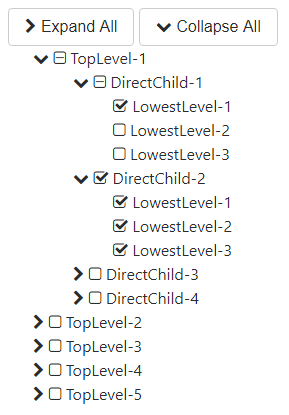 Expand All Collapse All
TopLevel-1
DirectChild-1
LowestLevel-1
LowestLevel-2
LowestLevel-3
DirectChild-2
LowestLevel-1
LowestLevel-2
LowestLevel-3
DirectChild-3
DirectChild-4
TopLevel-2
TopLevel-3
TopLevel-4
TopLevel-5